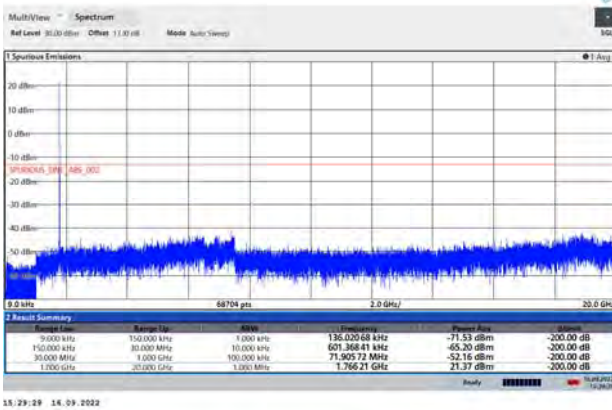 MultiView Spectrum
Ref Level 30.00 dBm Offset Mode Auto Sweep
SGL
1 Spurious Emissions 1 Avg
20 dBm
10 dBm
0 dBm
-10 dBm
SPURIOUS_LINE_ABS_002
-20 dBm
-30 dBm
-40 dBm
-50 dBm
-60 dBm
9.0 kHz 68704 pts 2.0 GHz/ 20.0 GHz
2 Result Summary
Range Low Range Up RBW Frequency Power Abs ΔLimit
9.000 kHz 150.000 kHz 1.000 kHz 136.02068 kHz -71.53 dBm -200.00 dB
150.000 kHz 30.000 MHz 10.000 kHz 601.36841 kHz -65.20 dBm -200.00 dB
30.000 MHz 1.000 GHz 100.000 kHz 71.90572 MHz -52.16 dBm -200.00 dB
1.000 GHz 20.000 GHz 1.000 MHz 1.76621 GHz 21.37 dBm -200.00 dB
Ready
15:29:29 14.09.2022